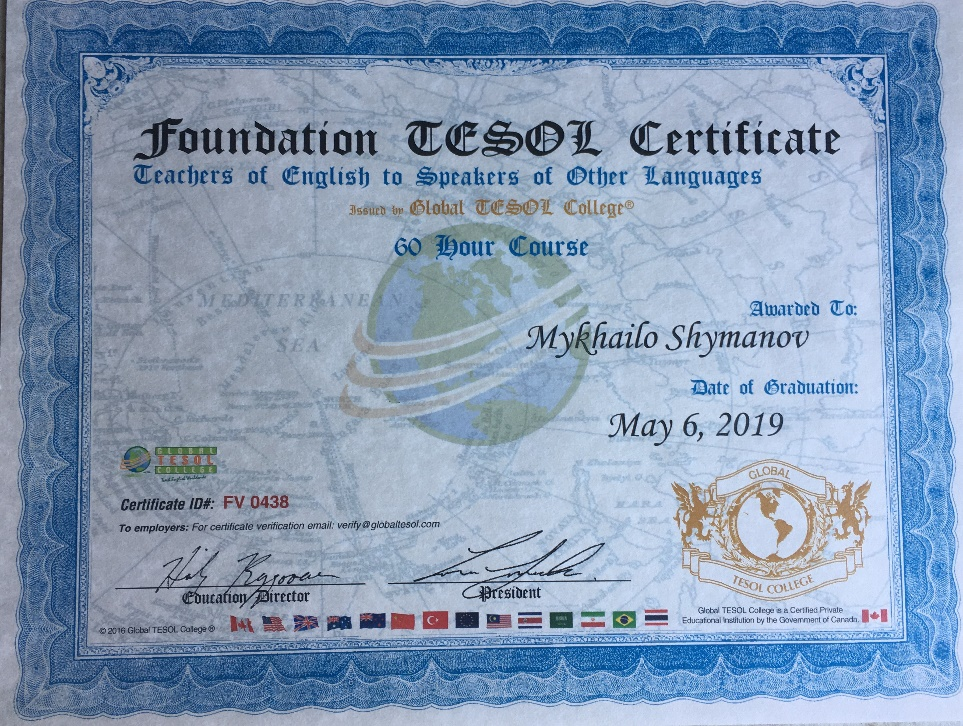 Foundation TESOL Certificate
Teachers of English to Speakers of Other Languages
Issued by Global TESOL College®
60 Hour Course
MEDITERRANEAN
SEA
Awarded To:
Mykhailo Shymanov
Date of Graduation:
May 6, 2019
GLOBAL
TESOL
COLLEGE
Certificate ID#: FV 0438
To employers: For certificate verification email: verify@globaltesol.com
GLOBAL
TESOL COLLEGE
Education Director
President
© 2016 Global TESOL College ®
Global TESOL College is a Certified Private
Educational Institution by the Government of Canada.